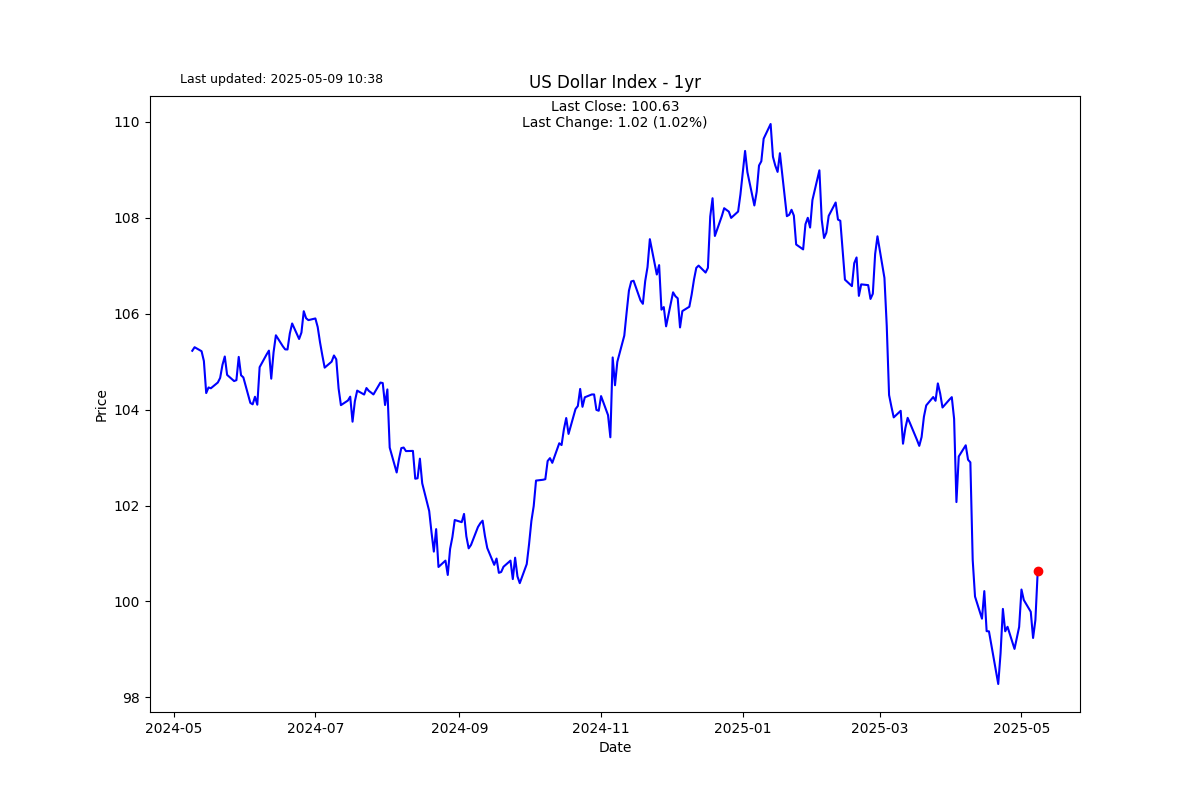 Last updated: 2025-05-09 10:38
US Dollar Index - 1yr
Last Close: 100.63
Last Change: 1.02 (1.02%)
110
108
106
104
102
100
98
Price
2024-05
2024-07
2024-09
2024-11
2025-01
2025-03
2025-05
Date